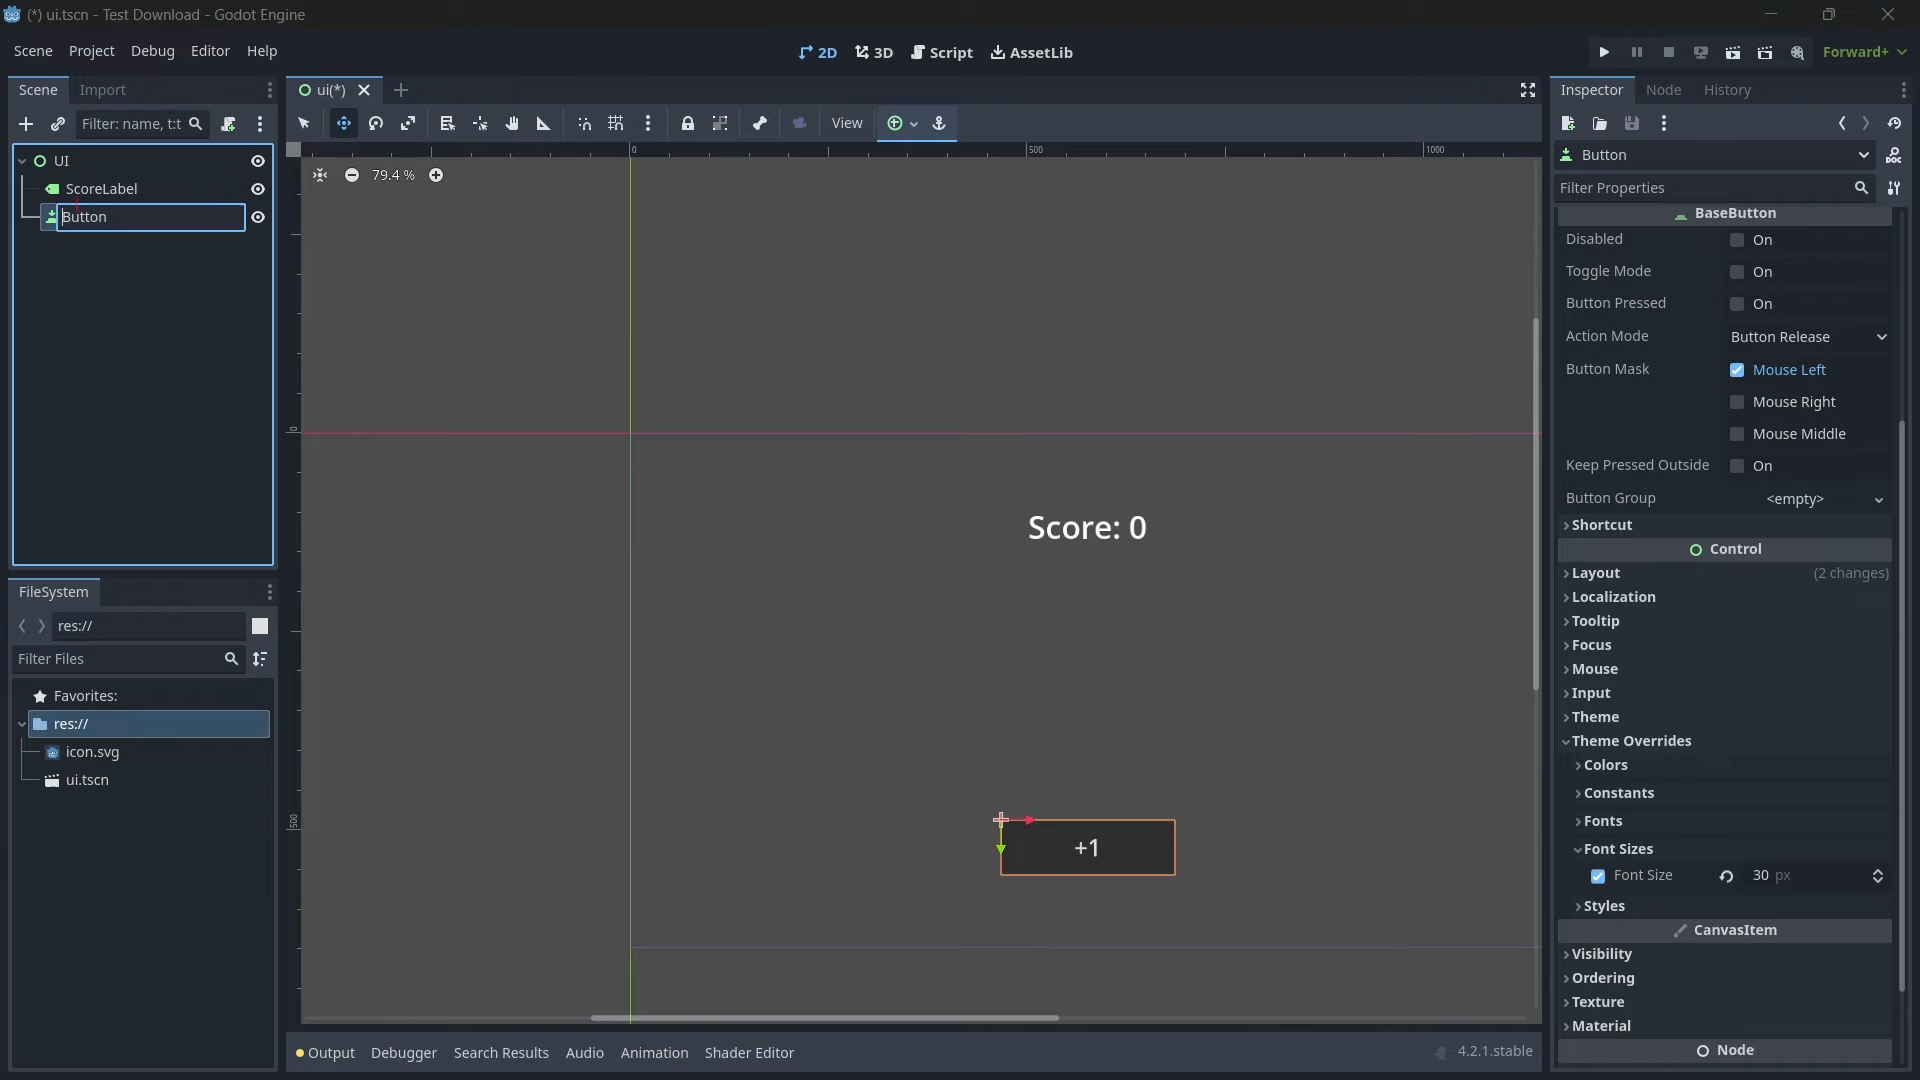 (*) ui.tscn - Test Download - Godot Engine
Scene Project Debug Editor Help
2D 3D Script AssetLib
Forward+
Scene Import
Filter: name, t:t
UI
ScoreLabel
Button
FileSystem
res://
Filter Files
Favorites:
res://
icon.svg
ui.tscn
ui(*)
View
0 500 1000
79.4 %
0
500
Score: 0
+1
Output Debugger Search Results Audio Animation Shader Editor
4.2.1.stable
Inspector Node History
Button
Filter Properties
BaseButton
Disabled On
Toggle Mode On
Button Pressed On
Action Mode Button Release
Button Mask Mouse Left
Mouse Right
Mouse Middle
Keep Pressed Outside On
Button Group <empty>
Shortcut
Control
Layout (2 changes)
Localization
Tooltip
Focus
Mouse
Input
Theme
Theme Overrides
Colors
Constants
Fonts
Font Sizes
Font Size 30 px
Styles
CanvasItem
Visibility
Ordering
Texture
Material
Node